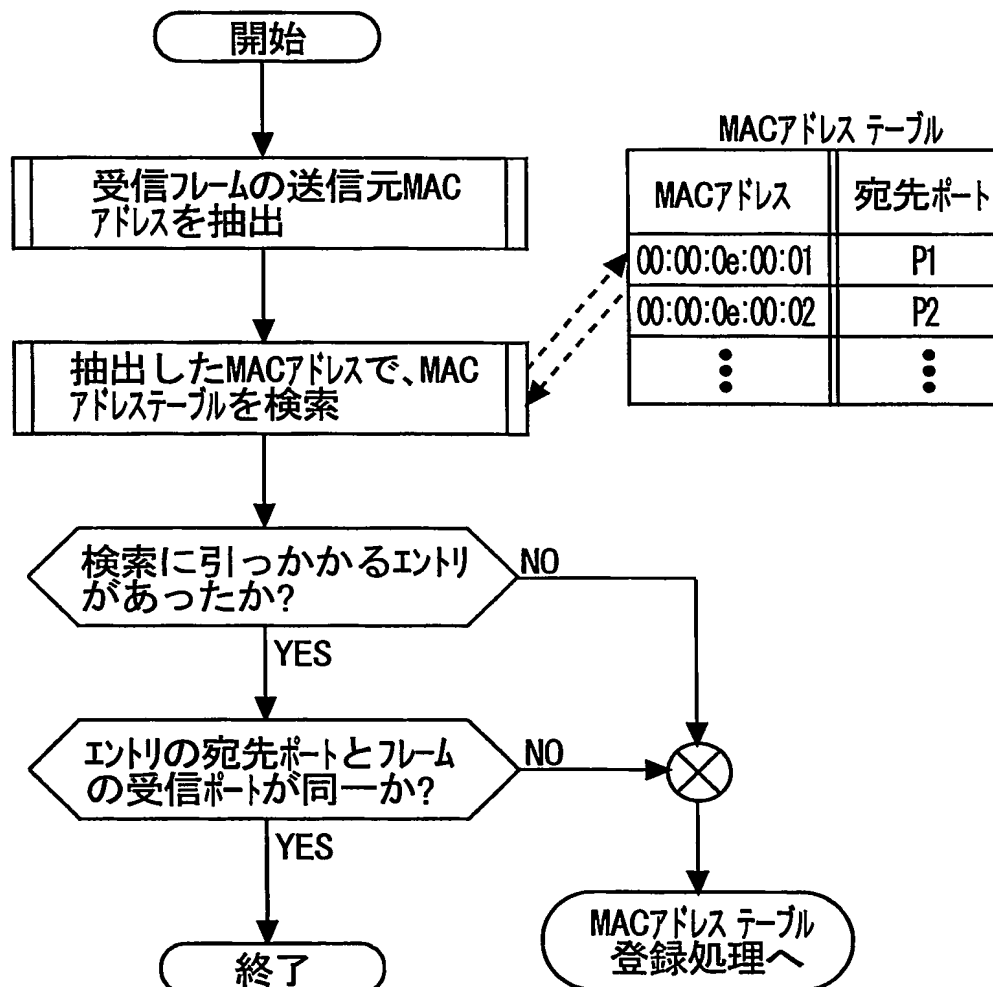 開始
受信フレームの送信元MAC
アドレスを抽出
MACアドレス テーブル
MACアドレス 宛先ポート
00:00:0e:00:01 P1
00:00:0e:00:02 P2
抽出したMACアドレスで、MAC
アドレステーブルを検索
検索に引っかかるエントリ
があったか?
NO
YES
エントリの宛先ポートとフレーム
の受信ポートが同一か?
NO
YES
MACアドレス テーブル
登録処理へ
終了